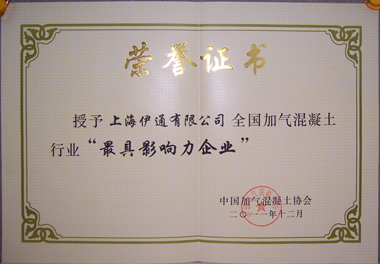 荣誉证书
授予 上海伊通有限公司 全国加气混凝土
行业 “最具影响力企业”
中国加气混凝土协会
二〇一一年十二月